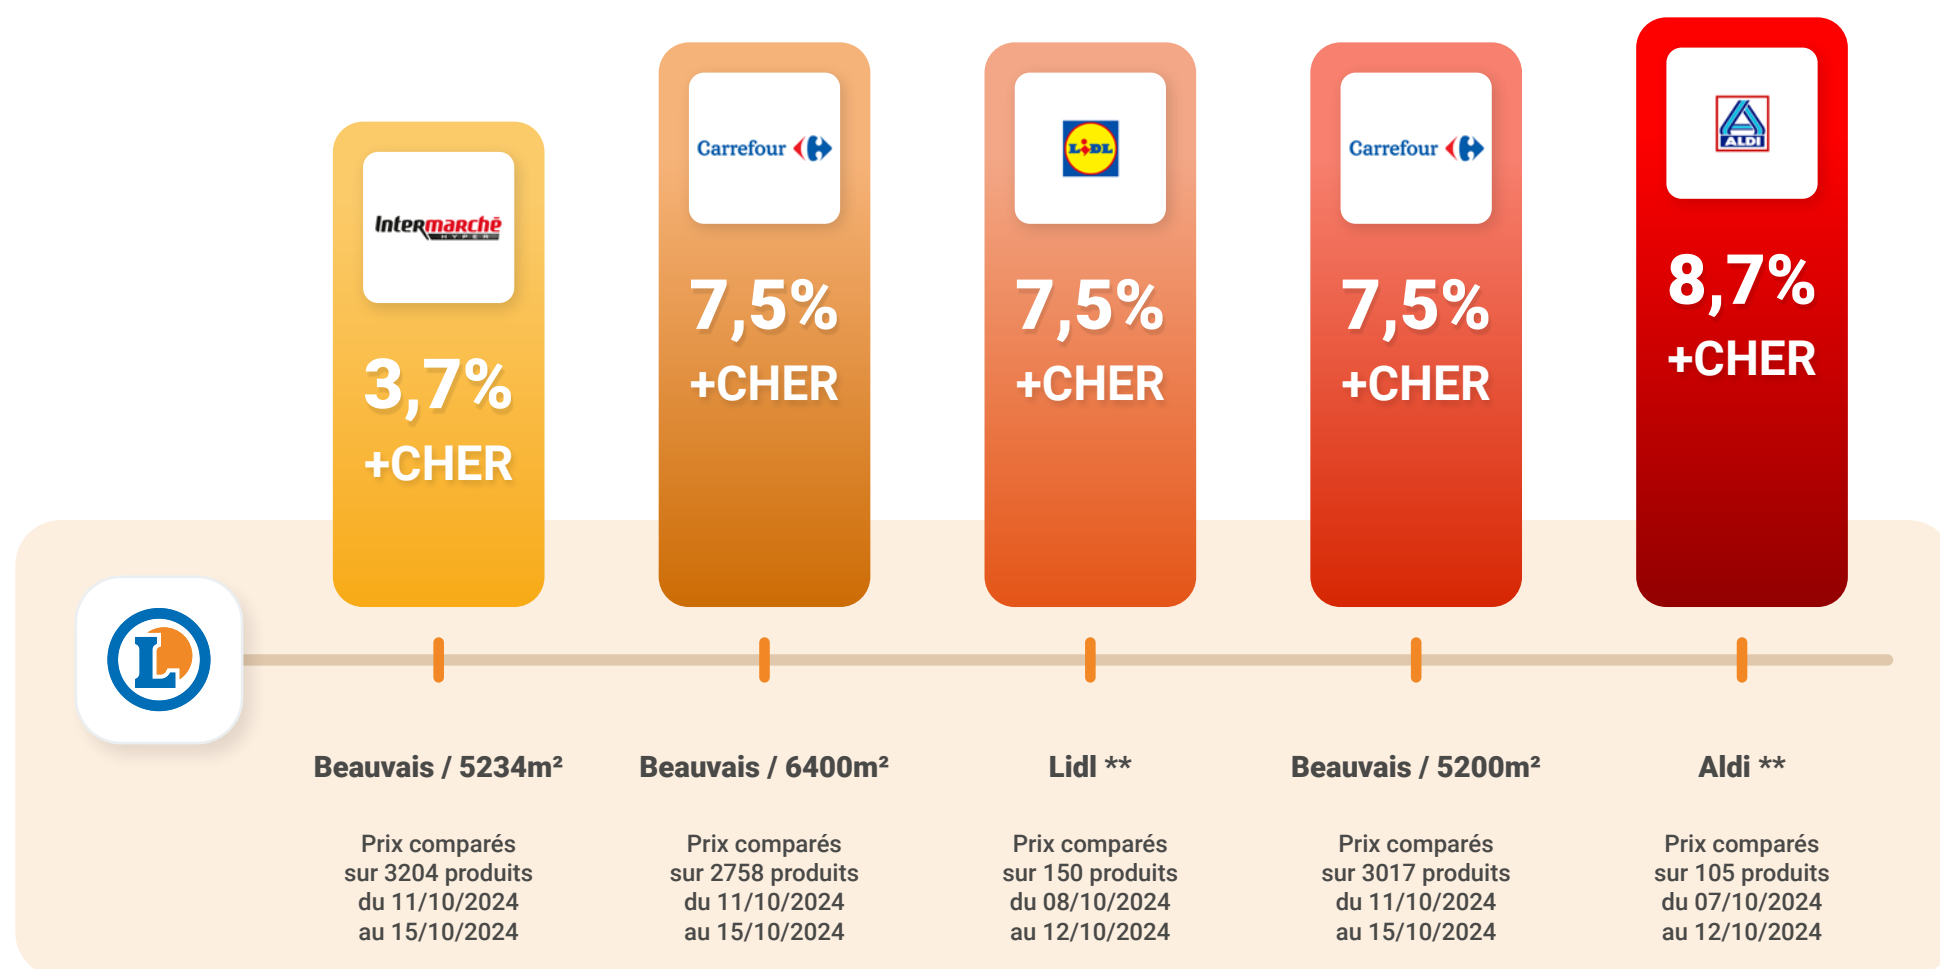 Intermarché
HYPER
3,7%
+CHER
Carrefour
7,5%
+CHER
LIDL
7,5%
+CHER
Carrefour
7,5%
+CHER
ALDI
8,7%
+CHER
L
Beauvais / 5234m²
Prix comparés
sur 3204 produits
du 11/10/2024
au 15/10/2024
Beauvais / 6400m²
Prix comparés
sur 2758 produits
du 11/10/2024
au 15/10/2024
Lidl **
Prix comparés
sur 150 produits
du 08/10/2024
au 12/10/2024
Beauvais / 5200m²
Prix comparés
sur 3017 produits
du 11/10/2024
au 15/10/2024
Aldi **
Prix comparés
sur 105 produits
du 07/10/2024
au 12/10/2024